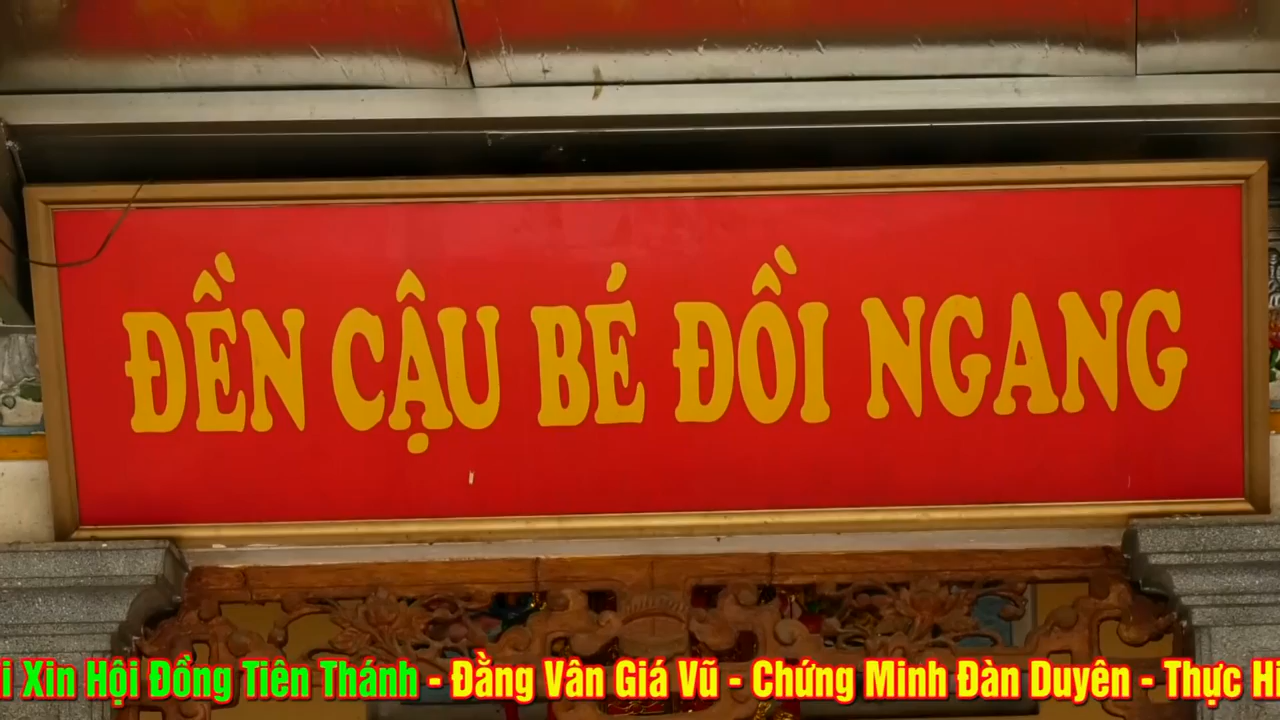 ĐỀN CẬU BÉ ĐỒI NGANG
Xin Hội Đồng Tiên Thánh - Đằng Vân Giá Vũ - Chứng Minh Đàn Duyên - Thực